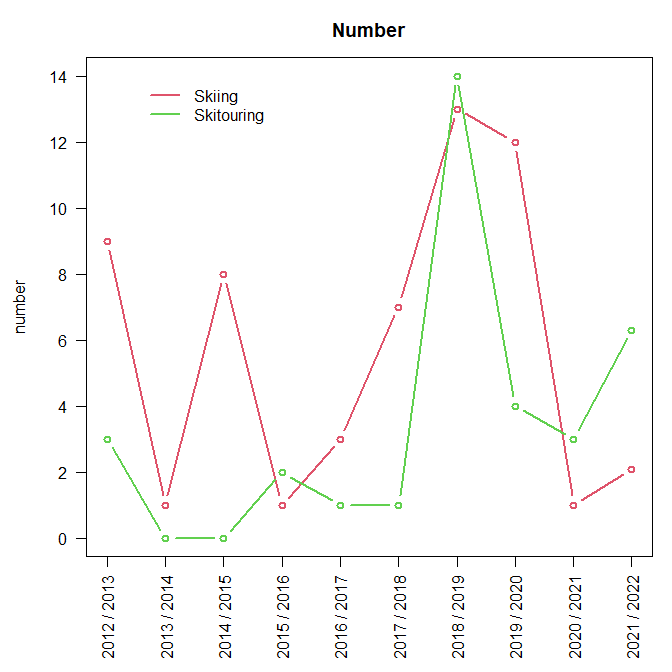 Number
14
12
10
8
6
4
2
0
number
Skiing
Skitouring
2012 / 2013
2013 / 2014
2014 / 2015
2015 / 2016
2016 / 2017
2017 / 2018
2018 / 2019
2019 / 2020
2020 / 2021
2021 / 2022